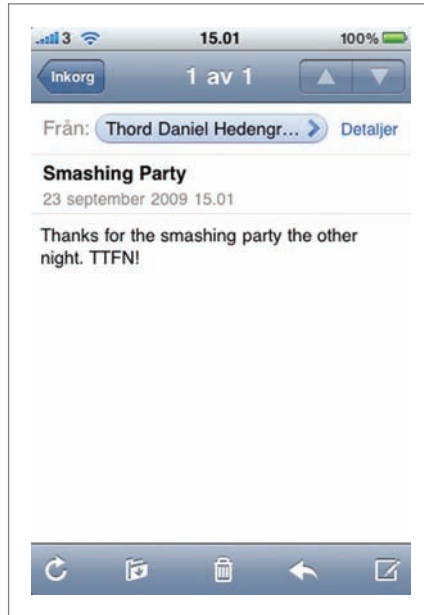 3 15.01 100%
Inkorg 1 av 1
Från: Thord Daniel Hedengr... Detaljer
Smashing Party
23 september 2009 15.01
Thanks for the smashing party the other
night. TTFN!